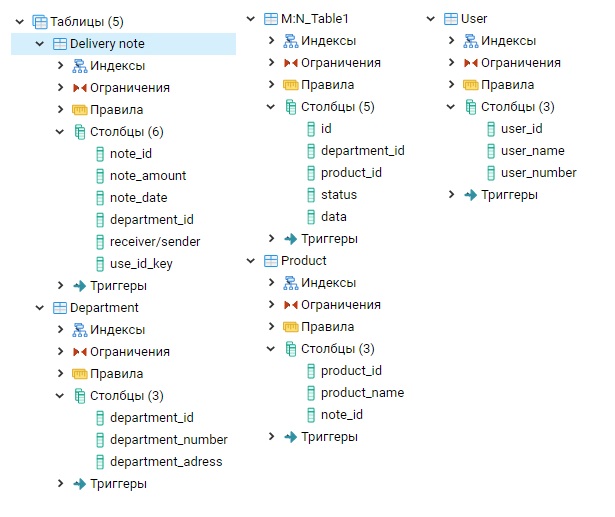 Таблицы (5)
Delivery note
Индексы
Ограничения
Правила
Столбцы (6)
note_id
note_amount
note_date
department_id
receiver/sender
use_id_key
Триггеры
Department
Индексы
Ограничения
Правила
Столбцы (3)
department_id
department_number
department_adress
Триггеры
M:N_Table1
Индексы
Ограничения
Правила
Столбцы (5)
id
department_id
product_id
status
data
Триггеры
Product
Индексы
Ограничения
Правила
Столбцы (3)
product_id
product_name
note_id
Триггеры
User
Индексы
Ограничения
Правила
Столбцы (3)
user_id
user_name
user_number
Триггеры